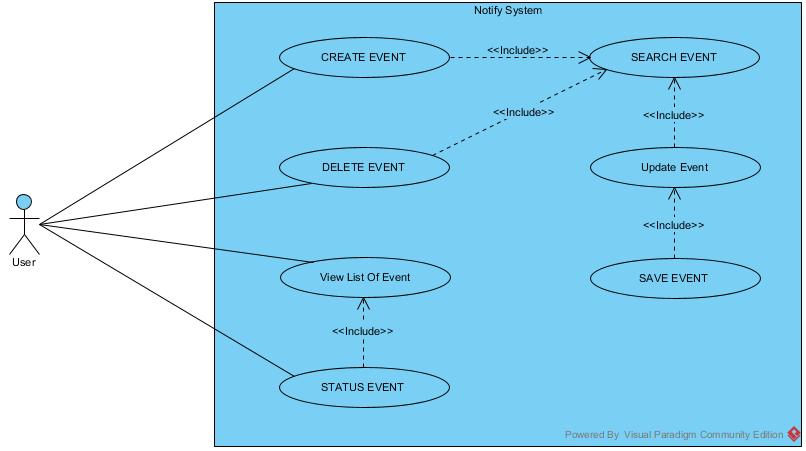 Notify System
CREATE EVENT
<<Include>>
SEARCH EVENT
<<Include>>
<<Include>>
DELETE EVENT
Update Event
<<Include>>
User
View List Of Event
SAVE EVENT
<<Include>>
STATUS EVENT
Powered By Visual Paradigm Community Edition